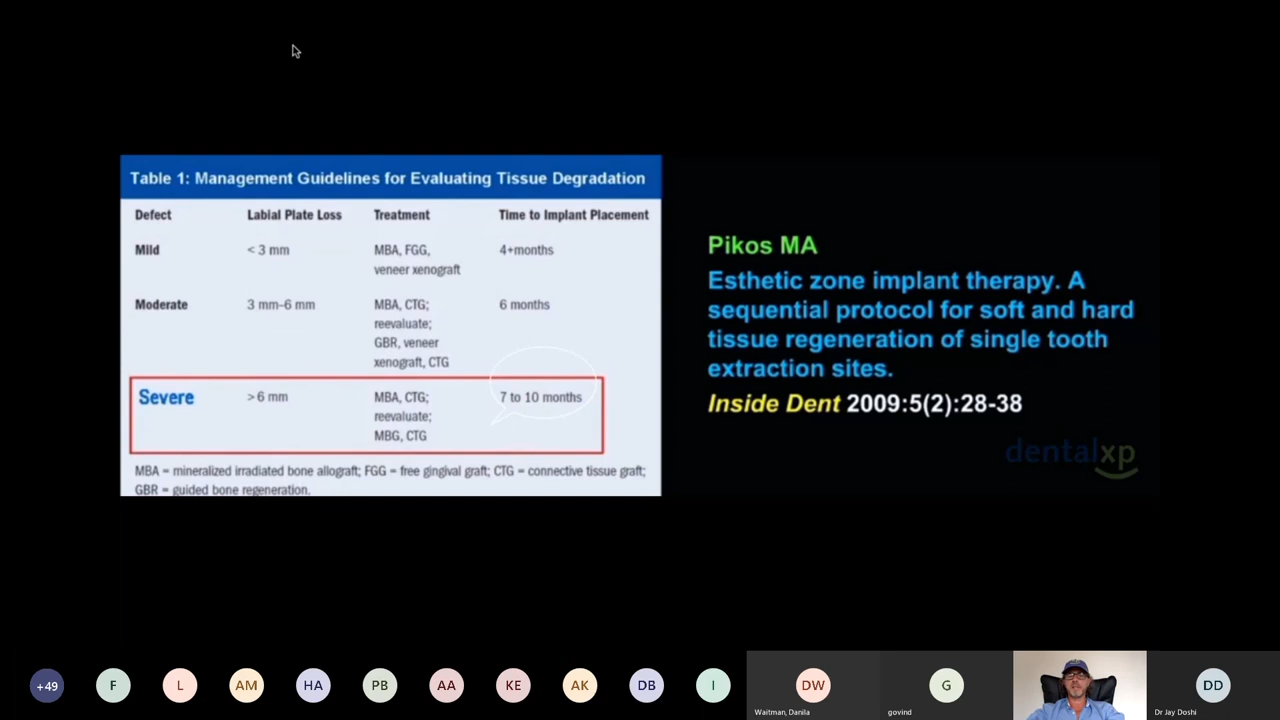 Table 1: Management Guidelines for Evaluating Tissue Degradation
Defect Labial Plate Loss Treatment Time to Implant Placement
Mild < 3 mm MBA, FGG, 4+months
veneer xenograft
Moderate 3 mm–6 mm MBA, CTG; 6 months
reevaluate;
GBR, veneer
xenograft, CTG
Severe > 6 mm MBA, CTG; 7 to 10 months
reevaluate;
MBG, CTG
MBA = mineralized irradiated bone allograft; FGG = free gingival graft; CTG = connective tissue graft;
GBR = guided bone regeneration.
Pikos MA
Esthetic zone implant therapy. A
sequential protocol for soft and hard
tissue regeneration of single tooth
extraction sites.
Inside Dent 2009:5(2):28-38
dentalxp
+49 F L AM HA PB AA KE AK DB I DW G DD
Waitman, Danila govind Dr Jay Doshi